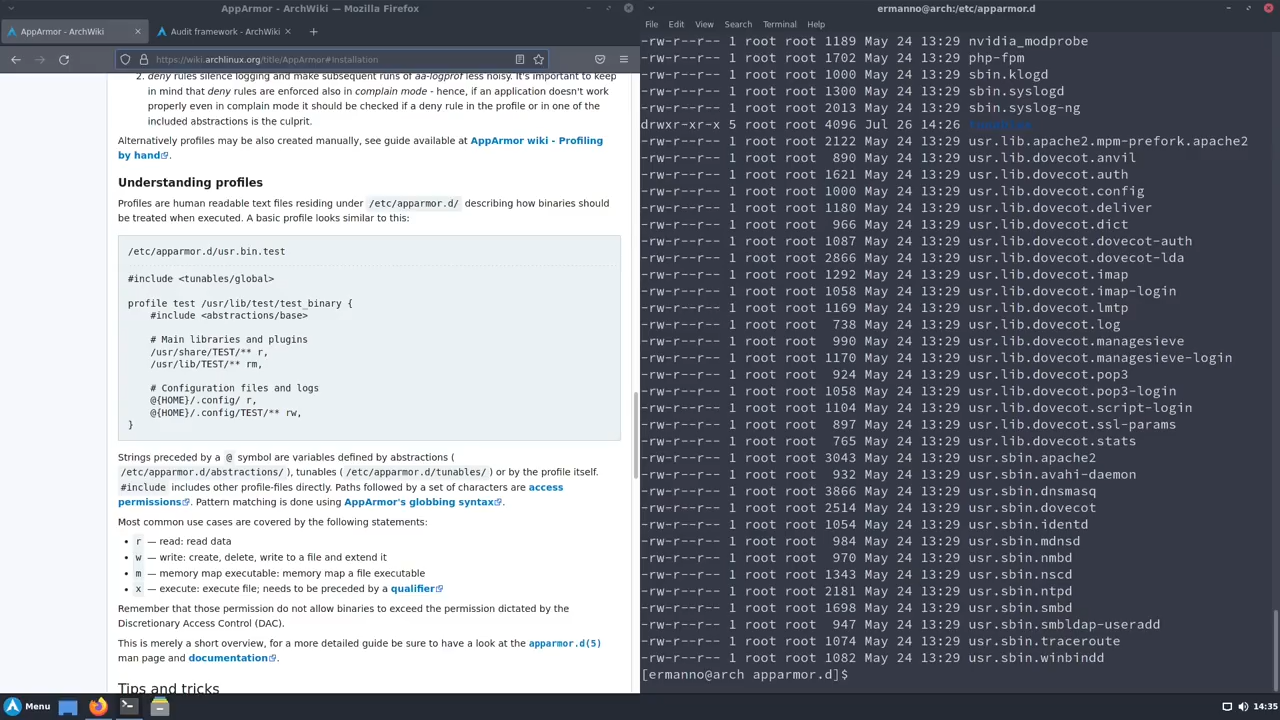 AppArmor - ArchWiki — Mozilla Firefox
AppArmor - ArchWiki
Audit framework - ArchWiki
https://wiki.archlinux.org/title/AppArmor#Installation
2. deny rules silence logging and make subsequent runs of aa-logprof less noisy. It's important to keep
in mind that deny rules are enforced also in complain mode - hence, if an application doesn't work
properly even in complain mode it should be checked if a deny rule in the profile or in one of the
included abstractions is the culprit.
Alternatively profiles may be also created manually, see guide available at AppArmor wiki - Profiling
by hand.
Understanding profiles
Profiles are human readable text files residing under /etc/apparmor.d/ describing how binaries should
be treated when executed. A basic profile looks similar to this:
/etc/apparmor.d/usr.bin.test
#include <tunables/global>
profile test /usr/lib/test/test_binary {
#include <abstractions/base>
# Main libraries and plugins
/usr/share/TEST/** r,
/usr/lib/TEST/** rm,
# Configuration files and logs
@{HOME}/.config/ r,
@{HOME}/.config/TEST/** rw,
}
Strings preceded by a @ symbol are variables defined by abstractions (
/etc/apparmor.d/abstractions/ ), tunables ( /etc/apparmor.d/tunables/ ) or by the profile itself.
#include includes other profile-files directly. Paths followed by a set of characters are access
permissions. Pattern matching is done using AppArmor's globbing syntax.
Most common use cases are covered by the following statements:
• r — read: read data
• w — write: create, delete, write to a file and extend it
• m — memory map executable: memory map a file executable
• x — execute: execute file; needs to be preceded by a qualifier
Remember that those permission do not allow binaries to exceed the permission dictated by the
Discretionary Access Control (DAC).
This is merely a short overview, for a more detailed guide be sure to have a look at the apparmor.d(5)
man page and documentation.
Tips and tricks
ermanno@arch:/etc/apparmor.d
File Edit View Search Terminal Help
-rw-r--r-- 1 root root 1189 May 24 13:29 nvidia_modprobe
-rw-r--r-- 1 root root 1702 May 24 13:29 php-fpm
-rw-r--r-- 1 root root 1000 May 24 13:29 sbin.klogd
-rw-r--r-- 1 root root 1300 May 24 13:29 sbin.syslogd
-rw-r--r-- 1 root root 2013 May 24 13:29 sbin.syslog-ng
drwxr-xr-x 5 root root 4096 Jul 26 14:26
-rw-r--r-- 1 root root 2122 May 24 13:29 usr.lib.apache2.mpm-prefork.apache2
-rw-r--r-- 1 root root 890 May 24 13:29 usr.lib.dovecot.anvil
-rw-r--r-- 1 root root 1621 May 24 13:29 usr.lib.dovecot.auth
-rw-r--r-- 1 root root 1000 May 24 13:29 usr.lib.dovecot.config
-rw-r--r-- 1 root root 1180 May 24 13:29 usr.lib.dovecot.deliver
-rw-r--r-- 1 root root 966 May 24 13:29 usr.lib.dovecot.dict
-rw-r--r-- 1 root root 1087 May 24 13:29 usr.lib.dovecot.dovecot-auth
-rw-r--r-- 1 root root 2866 May 24 13:29 usr.lib.dovecot.dovecot-lda
-rw-r--r-- 1 root root 1292 May 24 13:29 usr.lib.dovecot.imap
-rw-r--r-- 1 root root 1058 May 24 13:29 usr.lib.dovecot.imap-login
-rw-r--r-- 1 root root 1169 May 24 13:29 usr.lib.dovecot.lmtp
-rw-r--r-- 1 root root 738 May 24 13:29 usr.lib.dovecot.log
-rw-r--r-- 1 root root 990 May 24 13:29 usr.lib.dovecot.managesieve
-rw-r--r-- 1 root root 1170 May 24 13:29 usr.lib.dovecot.managesieve-login
-rw-r--r-- 1 root root 924 May 24 13:29 usr.lib.dovecot.pop3
-rw-r--r-- 1 root root 1058 May 24 13:29 usr.lib.dovecot.pop3-login
-rw-r--r-- 1 root root 1104 May 24 13:29 usr.lib.dovecot.script-login
-rw-r--r-- 1 root root 897 May 24 13:29 usr.lib.dovecot.ssl-params
-rw-r--r-- 1 root root 765 May 24 13:29 usr.lib.dovecot.stats
-rw-r--r-- 1 root root 3043 May 24 13:29 usr.sbin.apache2
-rw-r--r-- 1 root root 932 May 24 13:29 usr.sbin.avahi-daemon
-rw-r--r-- 1 root root 3866 May 24 13:29 usr.sbin.dnsmasq
-rw-r--r-- 1 root root 2514 May 24 13:29 usr.sbin.dovecot
-rw-r--r-- 1 root root 1054 May 24 13:29 usr.sbin.identd
-rw-r--r-- 1 root root 984 May 24 13:29 usr.sbin.mdnsd
-rw-r--r-- 1 root root 970 May 24 13:29 usr.sbin.nmbd
-rw-r--r-- 1 root root 1343 May 24 13:29 usr.sbin.nscd
-rw-r--r-- 1 root root 2181 May 24 13:29 usr.sbin.ntpd
-rw-r--r-- 1 root root 1698 May 24 13:29 usr.sbin.smbd
-rw-r--r-- 1 root root 947 May 24 13:29 usr.sbin.smbldap-useradd
-rw-r--r-- 1 root root 1074 May 24 13:29 usr.sbin.traceroute
-rw-r--r-- 1 root root 1082 May 24 13:29 usr.sbin.winbindd
[ermanno@arch apparmor.d]$
Menu
14:35